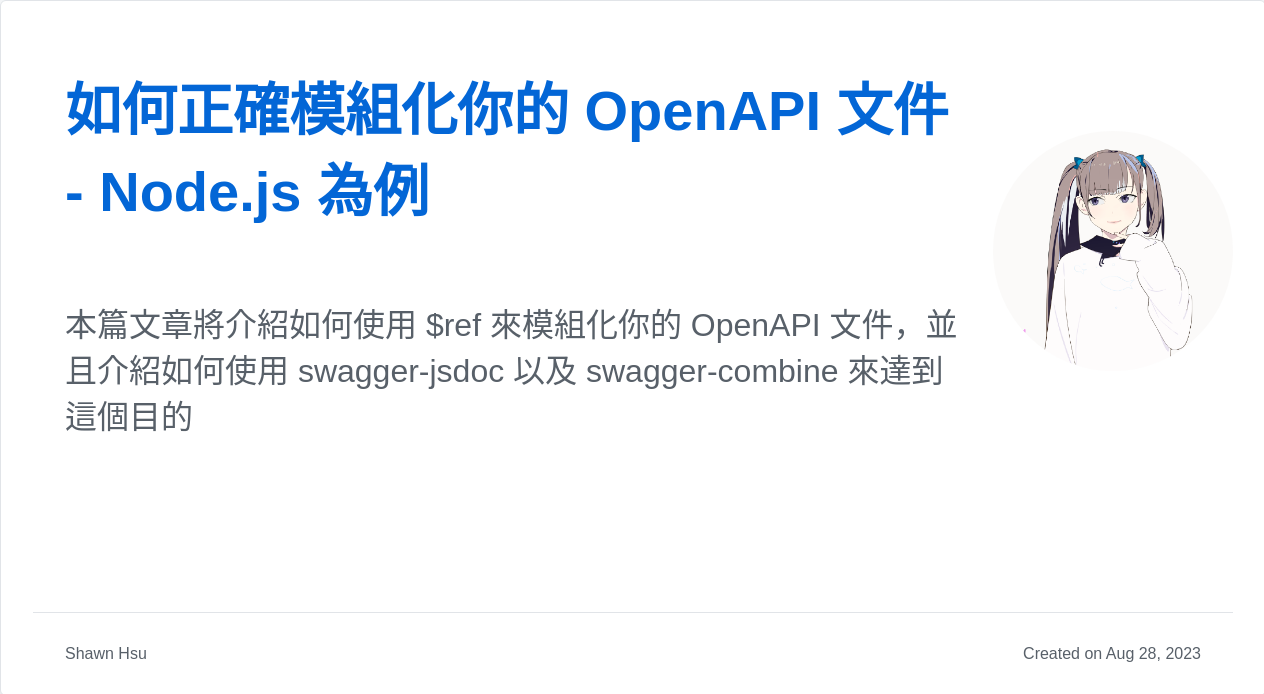 如何正確模組化你的 OpenAPI 文件
- Node.js 為例
本篇文章將介紹如何使用 $ref 來模組化你的 OpenAPI 文件，並
且介紹如何使用 swagger-jsdoc 以及 swagger-combine 來達到
這個目的
Shawn Hsu
Created on Aug 28, 2023